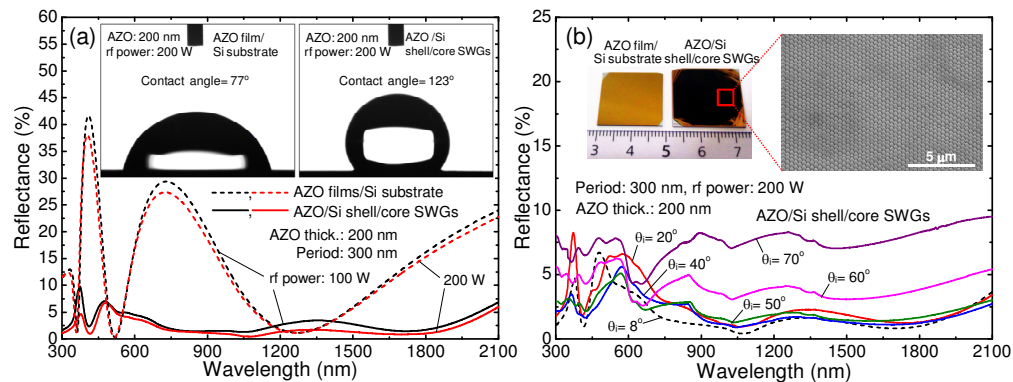 (a)
AZO: 200 nm
rf power: 200 W
AZO film/
Si substrate
Contact angle= 77°
AZO: 200 nm
rf power: 200 W
AZO /Si
shell/core SWGs
Contact angle= 123°
, AZO films/Si substrate
, AZO/Si shell/core SWGs
AZO thick.: 200 nm
Period: 300 nm
rf power: 100 W
200 W
60
55
50
45
40
35
30
25
20
15
10
5
0
Reflectance (%)
300 600 900 1200 1500 1800 2100
Wavelength (nm)
(b)
AZO film/
Si substrate
AZO/Si
shell/core SWGs
3 4 5 6 7
5 µm
Period: 300 nm, rf power: 200 W
AZO thick.: 200 nm
AZO/Si shell/core SWGs
θi= 20°
θi= 70°
θi= 40°
θi= 60°
θi= 50°
θi= 8°
25
20
15
10
5
0
Reflectance (%)
300 600 900 1200 1500 1800 2100
Wavelength (nm)